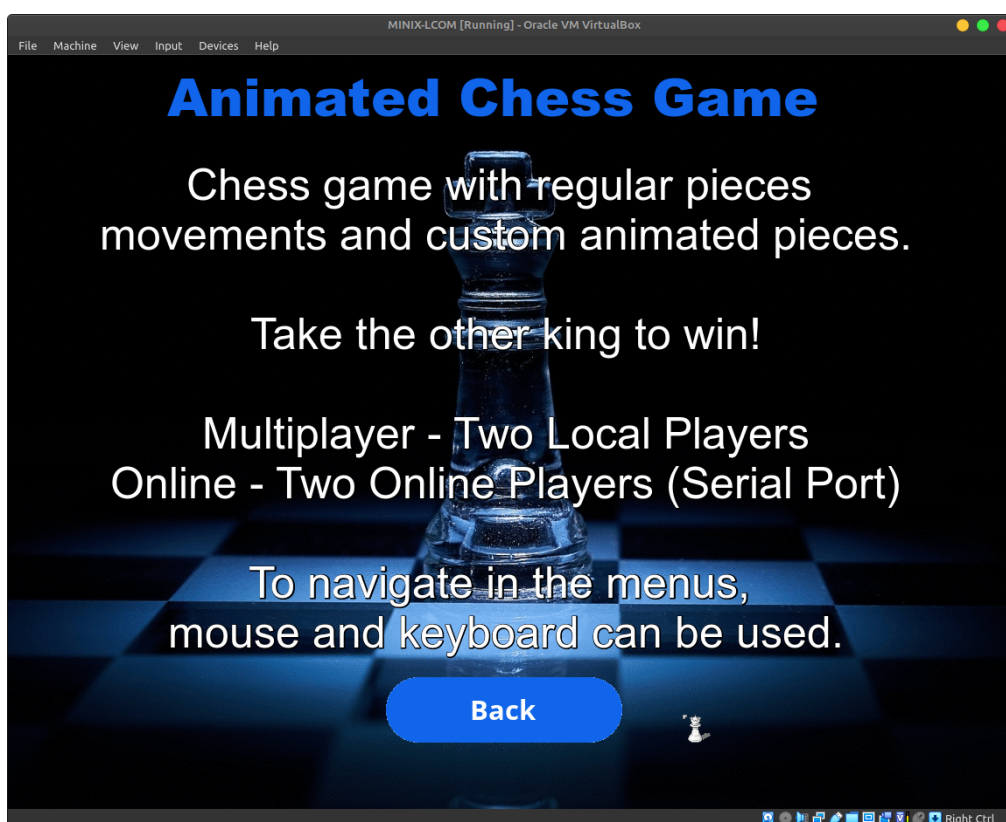 MINIX-LCOM [Running] - Oracle VM VirtualBox
File Machine View Input Devices Help
Animated Chess Game
Chess game with regular pieces
movements and custom animated pieces.
Take the other king to win!
Multiplayer - Two Local Players
Online - Two Online Players (Serial Port)
To navigate in the menus,
mouse and keyboard can be used.
Back
Right Ctrl